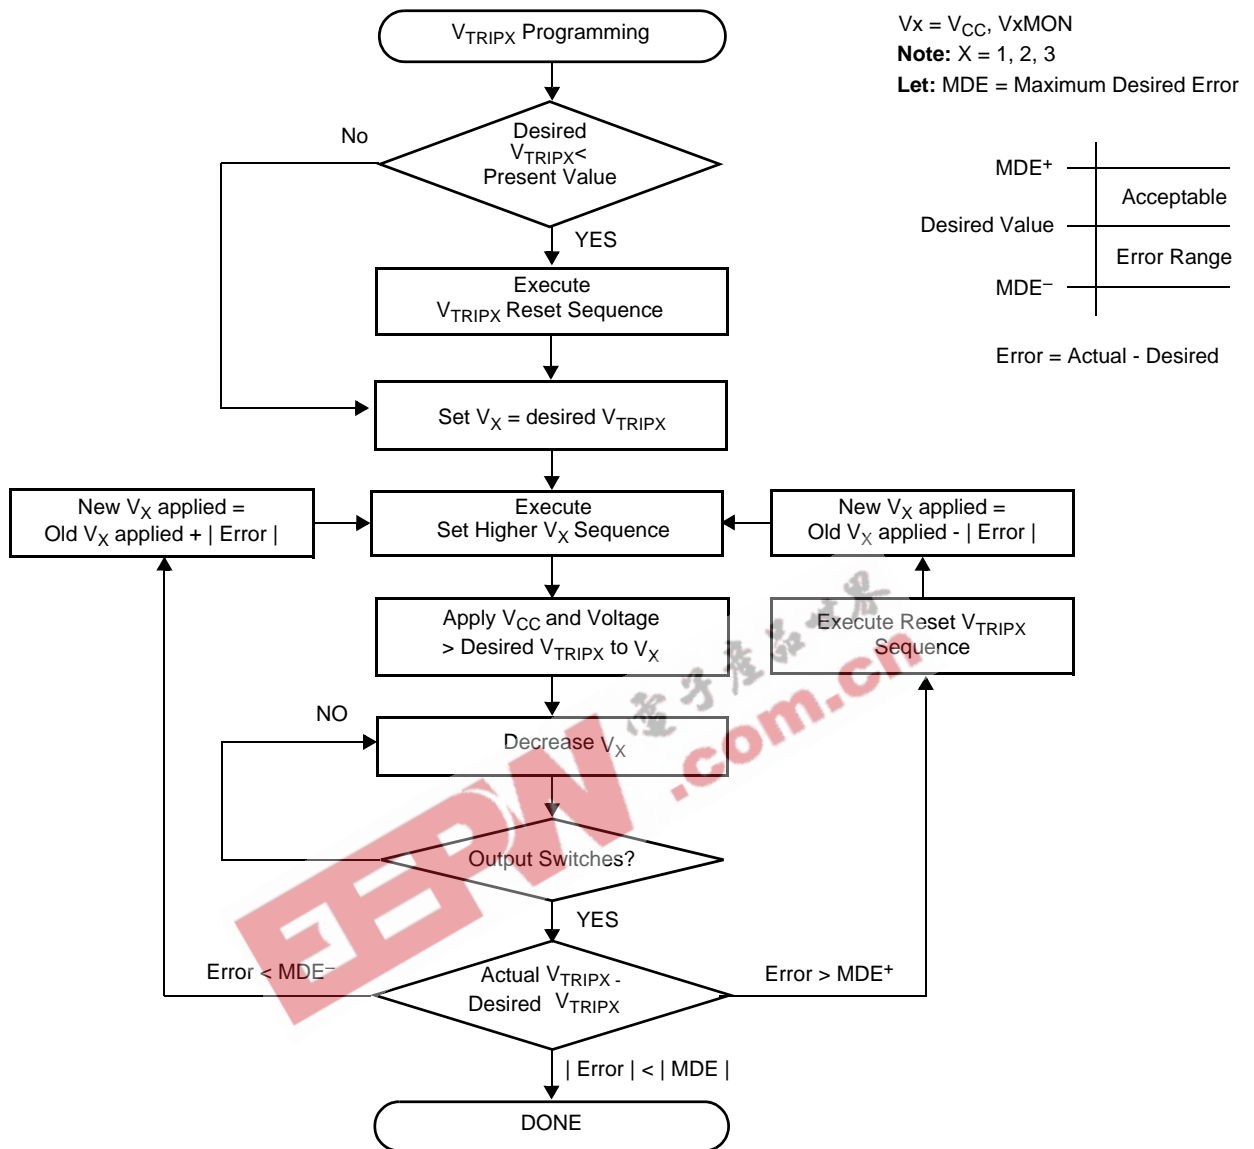 VTRIPX Programming
Vx = VCC, VxMON
Note: X = 1, 2, 3
Let: MDE = Maximum Desired Error
No
Desired
VTRIPX<
Present Value
YES
MDE+
Acceptable
Desired Value
Error Range
MDE–
Error = Actual - Desired
Execute
VTRIPX Reset Sequence
Set VX = desired VTRIPX
New VX applied =
Old VX applied + | Error |
Execute
Set Higher VX Sequence
New VX applied =
Old VX applied - | Error |
Apply VCC and Voltage
> Desired VTRIPX to VX
Execute Reset VTRIPX
Sequence
NO
Decrease VX
Output Switches?
YES
Error < MDE–
Actual VTRIPX -
Desired VTRIPX
Error > MDE+
| Error | < | MDE |
DONE
EEPW
電子產品世界
.com.cn